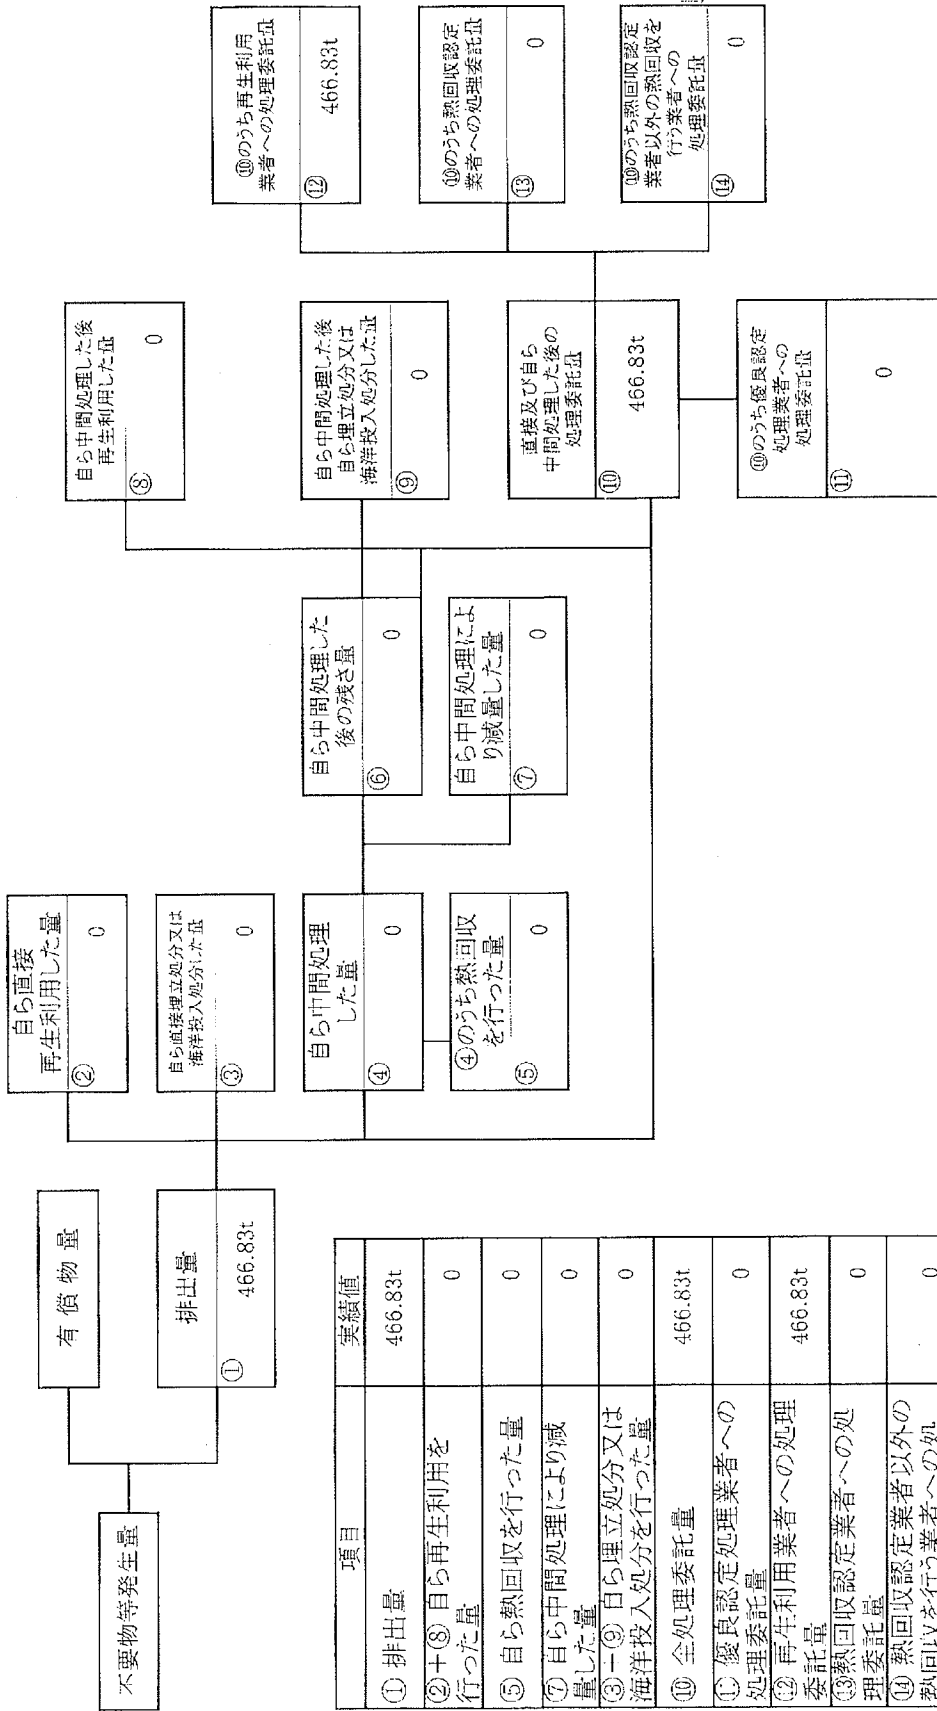 不要物等発生量
有償物量
排出量
①
466.83t
自ら直接
再生利用した量
②
0
自ら直接埋立処分又は
海洋投入処分した量
③
0
自ら中間処理
した量
④
0
④のうち熱回収
を行った量
⑤
0
自ら中間処理した
後の残さ量
⑥
0
自ら中間処理によ
り減量した量
⑦
0
自ら中間処理した後
再生利用した量
⑧
0
自ら中間処理した後
自ら埋立処分又は
海洋投入処分した量
⑨
0
直接及び自ら
中間処理した後の
処理委託量
⑩
466.83t
⑩のうち優良認定
処理業者への
処理委託量
⑪
0
⑩のうち再生利用
業者への処理委託量
⑫
466.83t
⑩のうち熱回収認定
業者への処理委託量
⑬
0
⑩のうち熱回収認定
業者以外の熱回収を
行う業者への
処理委託量
⑭
0
項目 実績値
① 排出量 466.83t
②+⑧ 自ら再生利用を
行った量 0
⑤ 自ら熱回収を行った量 0
⑦ 自ら中間処理により減
量した量 0
③+⑨ 自ら埋立処分又は
海洋投入処分を行った量 0
⑩ 全処理委託量 466.83t
⑪ 優良認定処理業者への
処理委託量 0
⑫ 再生利用業者への処理
委託量 466.83t
⑬熱回収認定業者への処
理委託量 0
⑭ 熱回収認定業者以外の
熱回収を行う業者への処 0